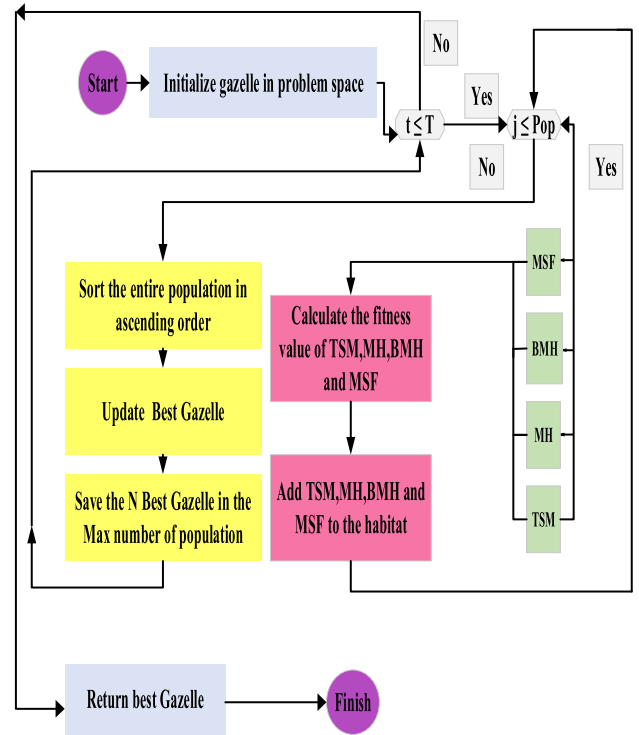 No
Start
Initialize gazelle in problem space
Yes
t ≤ T
j ≤ Pop
No
Yes
Sort the entire population in
ascending order
Update Best Gazelle
Save the N Best Gazelle in the
Max number of population
Calculate the fitness
value of TSM,MH,BMH
and MSF
Add TSM,MH,BMH and
MSF to the habitat
MSF
BMH
MH
TSM
Return best Gazelle
Finish